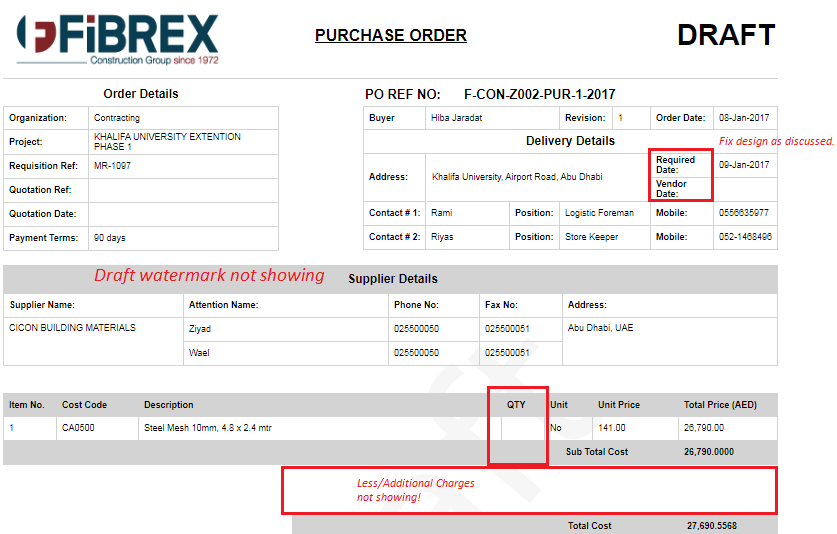 FiBREX
Construction Group since 1972
PURCHASE ORDER
DRAFT
Order Details
PO REF NO: F-CON-Z002-PUR-1-2017
Organization: Contracting
Buyer Hiba Jaradat Revision: 1 Order Date: 08-Jan-2017
Project: KHALIFA UNIVERSITY EXTENTION
PHASE 1
Delivery Details
Fix design as discussed.
Requisition Ref: MR-1097
Address: Khalifa University, Airport Road, Abu Dhabi
Required
Date:
09-Jan-2017
Vendor
Date:
Quotation Ref:
Quotation Date:
Contact # 1: Rami Position: Logistic Foreman Mobile: 0556635977
Payment Terms: 90 days
Contact # 2: Riyas Position: Store Keeper Mobile: 052-1468496
Draft watermark not showing
Supplier Details
Supplier Name: Attention Name: Phone No: Fax No: Address:
CICON BUILDING MATERIALS Ziyad 025500050 025500051 Abu Dhabi, UAE
Wael 025500050 025500051
Item No. Cost Code Description QTY Unit Unit Price Total Price (AED)
1 CA0500 Steel Mesh 10mm, 4.8 x 2.4 mtr No 141.00 26,790.00
Sub Total Cost 26,790.0000
Less/Additional Charges
not showing!
Total Cost 27,690.5568